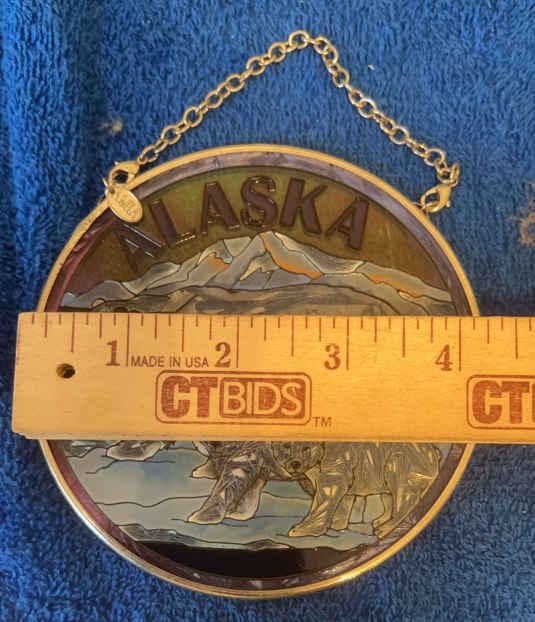 ALASKA
1 2 3 4
MADE IN USA
CTBIDS TM CT